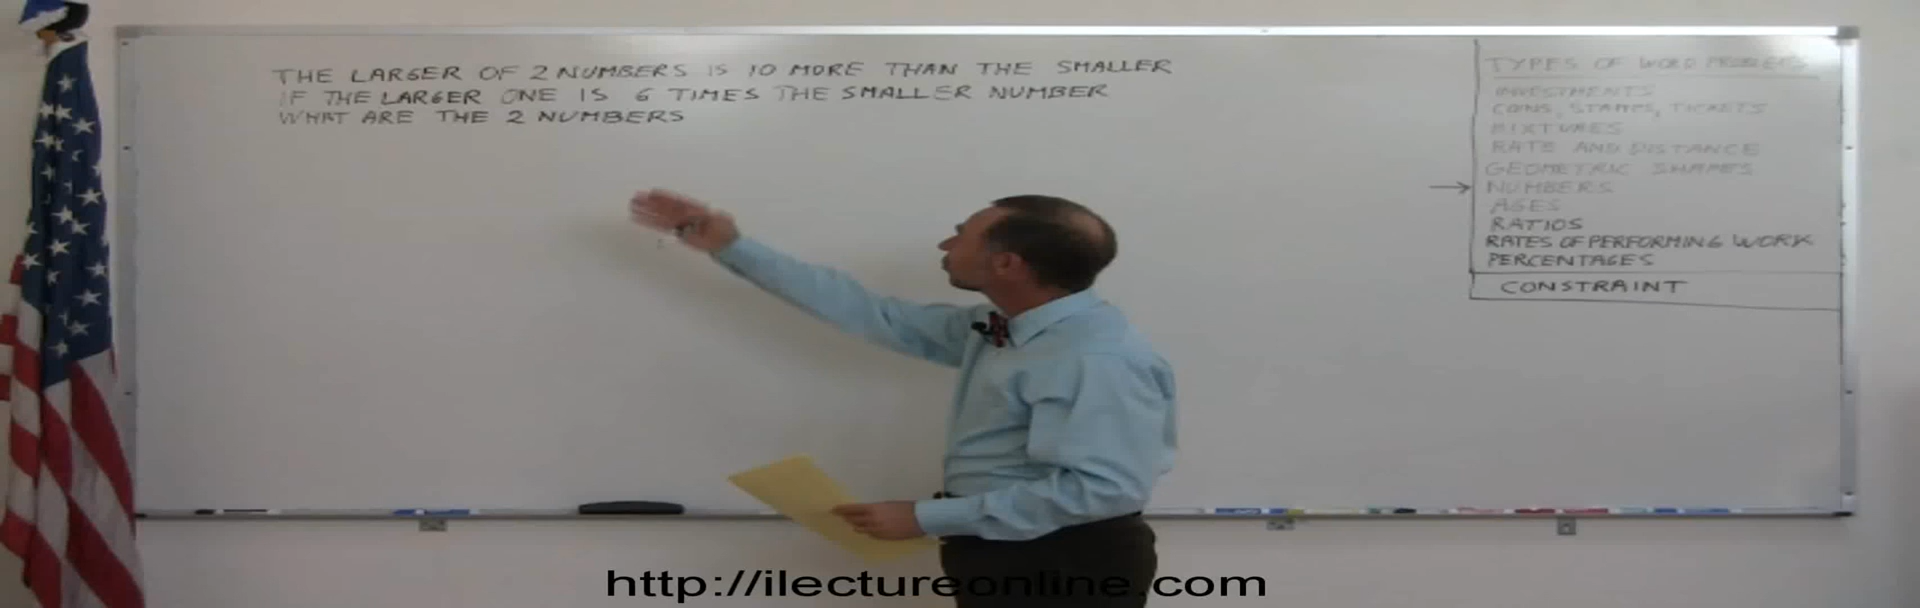 THE LARGER OF 2 NUMBERS IS 10 MORE THAN THE SMALLER
IF THE LARGER ONE IS 6 TIMES THE SMALLER NUMBER
WHAT ARE THE 2 NUMBERS
TYPES OF WORD PROBLEMS
INVESTMENTS
COINS, STAMPS, TICKETS
MIXTURES
RATE AND DISTANCE
GEOMETRIC SHAPES
NUMBERS
AGES
RATIOS
RATES OF PERFORMING WORK
PERCENTAGES
CONSTRAINT
http://ilectureonline.com